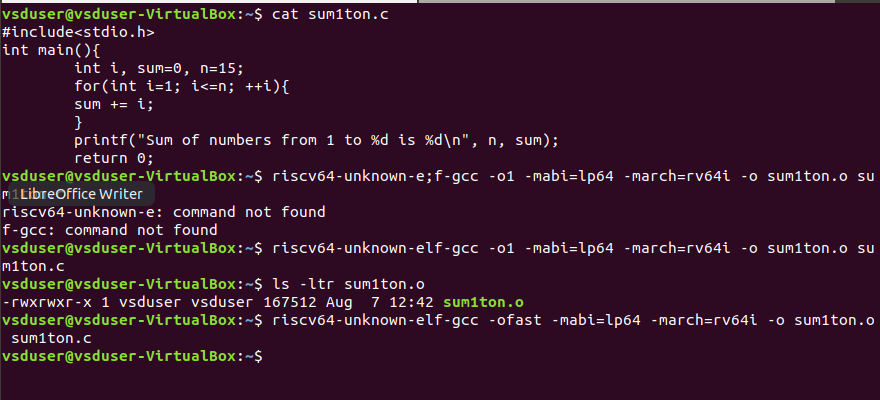 vsduser@vsduser-VirtualBox:~$ cat sum1ton.c
#include<stdio.h>
int main(){
        int i, sum=0, n=15;
        for(int i=1; i<=n; ++i){
        sum += i;
        }
        printf("Sum of numbers from 1 to %d is %d\n", n, sum);
        return 0;
vsduser@vsduser-VirtualBox:~$ riscv64-unknown-e;f-gcc -o1 -mabi=lp64 -march=rv64i -o sum1ton.o su
LibreOffice Writer
riscv64-unknown-e: command not found
f-gcc: command not found
vsduser@vsduser-VirtualBox:~$ riscv64-unknown-elf-gcc -o1 -mabi=lp64 -march=rv64i -o sum1ton.o su
m1ton.c
vsduser@vsduser-VirtualBox:~$ ls -ltr sum1ton.o
-rwxrwxr-x 1 vsduser vsduser 167512 Aug  7 12:42 sum1ton.o
vsduser@vsduser-VirtualBox:~$ riscv64-unknown-elf-gcc -ofast -mabi=lp64 -march=rv64i -o sum1ton.o
 sum1ton.c
vsduser@vsduser-VirtualBox:~$